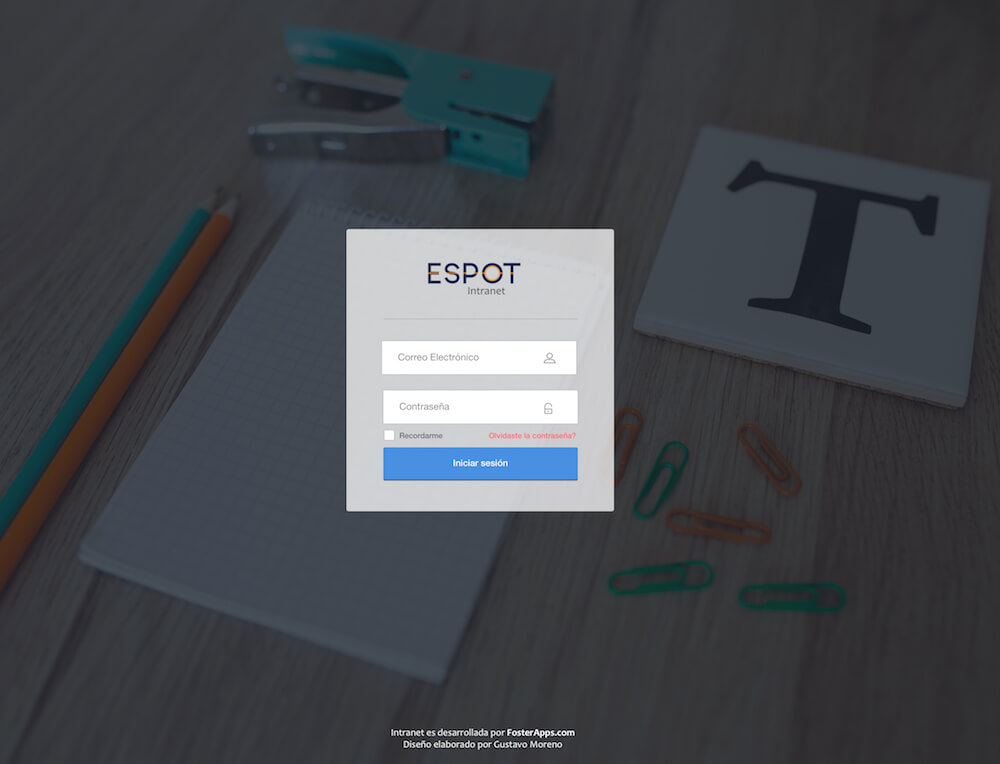 T
ESPOT
Intranet
Correo Electrónico
Contraseña
Recordarme Olvidaste la contraseña?
Iniciar sesión
Intranet es desarrollada por FosterApps.com
Diseño elaborado por Gustavo Moreno